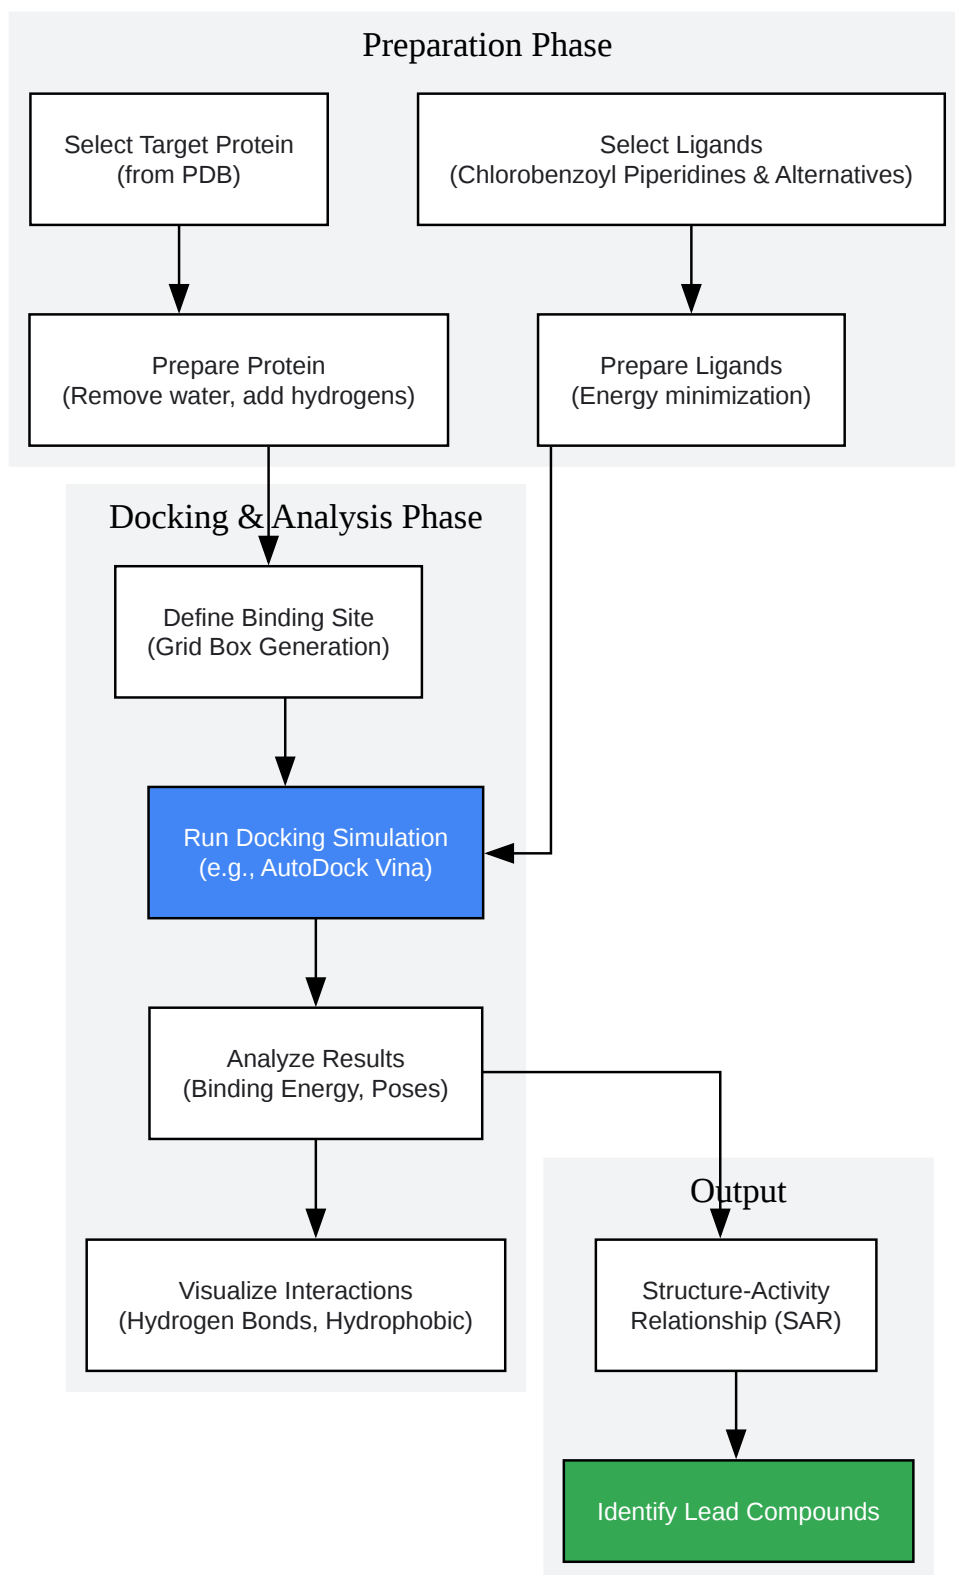 Preparation Phase
Select Target Protein
(from PDB)
Select Ligands
(Chlorobenzoyl Piperidines & Alternatives)
Prepare Protein
(Remove water, add hydrogens)
Prepare Ligands
(Energy minimization)
Docking & Analysis Phase
Define Binding Site
(Grid Box Generation)
Run Docking Simulation
(e.g., AutoDock Vina)
Analyze Results
(Binding Energy, Poses)
Visualize Interactions
(Hydrogen Bonds, Hydrophobic)
Output
Structure-Activity
Relationship (SAR)
Identify Lead Compounds